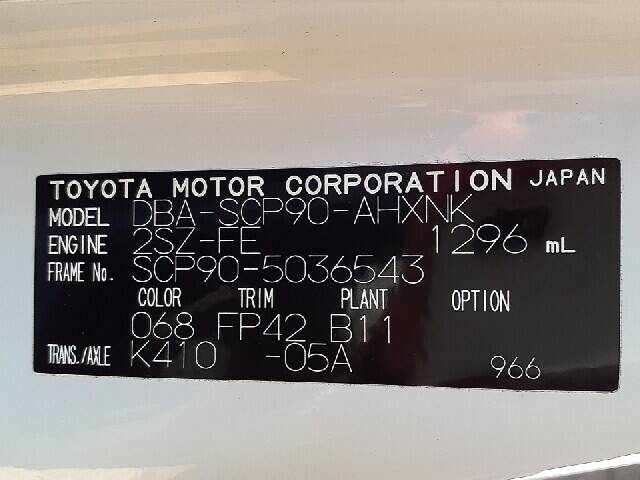 TOYOTA MOTOR CORPORATION JAPAN
MODEL DBA-SCP90-AHXNK
ENGINE 2SZ-FE 1296 mL
FRAME No. SCP90-5036543
COLOR TRIM PLANT OPTION
068 FP42 B11
TRANS./AXLE K410 -05A 966